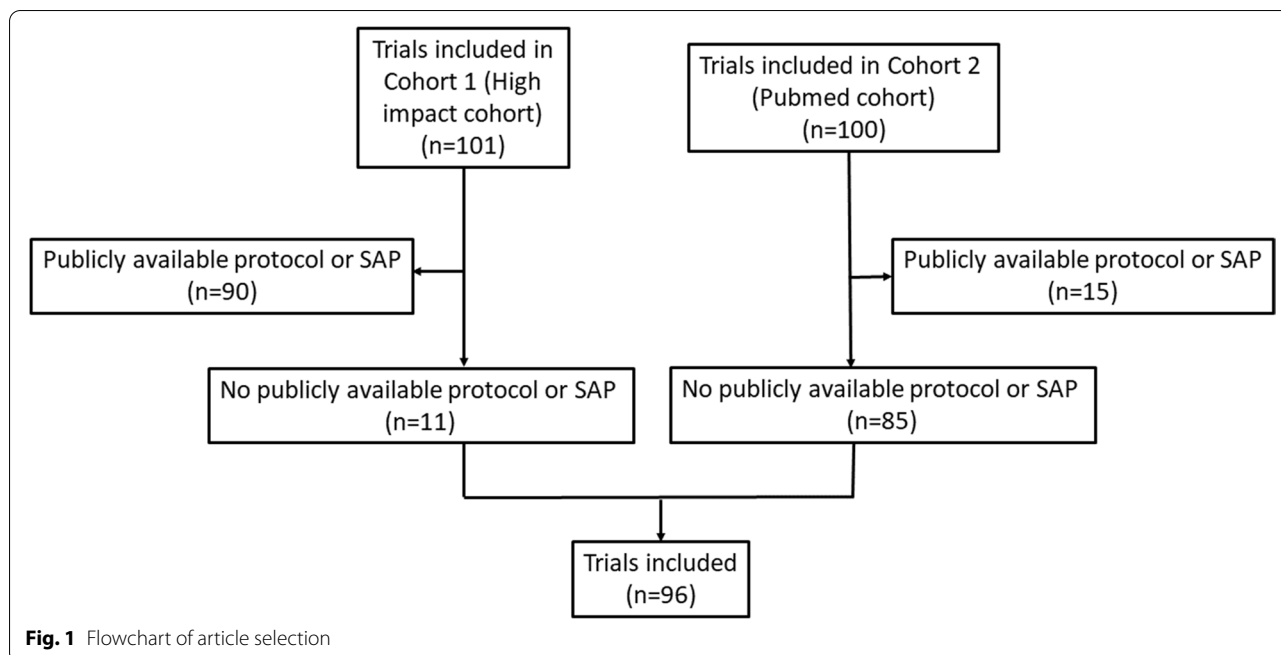 Trials included in
Cohort 1 (High
impact cohort)
(n=101)
Trials included in Cohort 2
(Pubmed cohort)
(n=100)
Publicly available protocol or SAP
(n=90)
Publicly available protocol or SAP
(n=15)
No publicly available protocol or SAP
(n=11)
No publicly available protocol or SAP
(n=85)
Trials included
(n=96)
Fig. 1 Flowchart of article selection